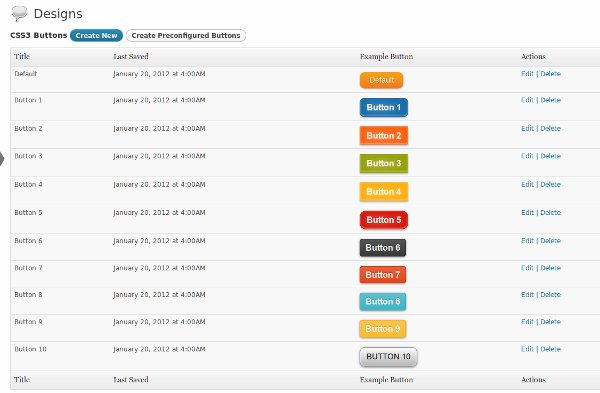 Designs
CSS3 Buttons Create New Create Preconfigured Buttons
Title Last Saved Example Button Actions
Default January 20, 2012 at 4:00AM Default Edit | Delete
Button 1 January 20, 2012 at 4:00AM Button 1 Edit | Delete
Button 2 January 20, 2012 at 4:00AM Button 2 Edit | Delete
Button 3 January 20, 2012 at 4:00AM Button 3 Edit | Delete
Button 4 January 20, 2012 at 4:00AM Button 4 Edit | Delete
Button 5 January 20, 2012 at 4:00AM Button 5 Edit | Delete
Button 6 January 20, 2012 at 4:00AM Button 6 Edit | Delete
Button 7 January 20, 2012 at 4:00AM Button 7 Edit | Delete
Button 8 January 20, 2012 at 4:00AM Button 8 Edit | Delete
Button 9 January 20, 2012 at 4:00AM Button 9 Edit | Delete
Button 10 January 20, 2012 at 4:00AM BUTTON 10 Edit | Delete
Title Last Saved Example Button Actions